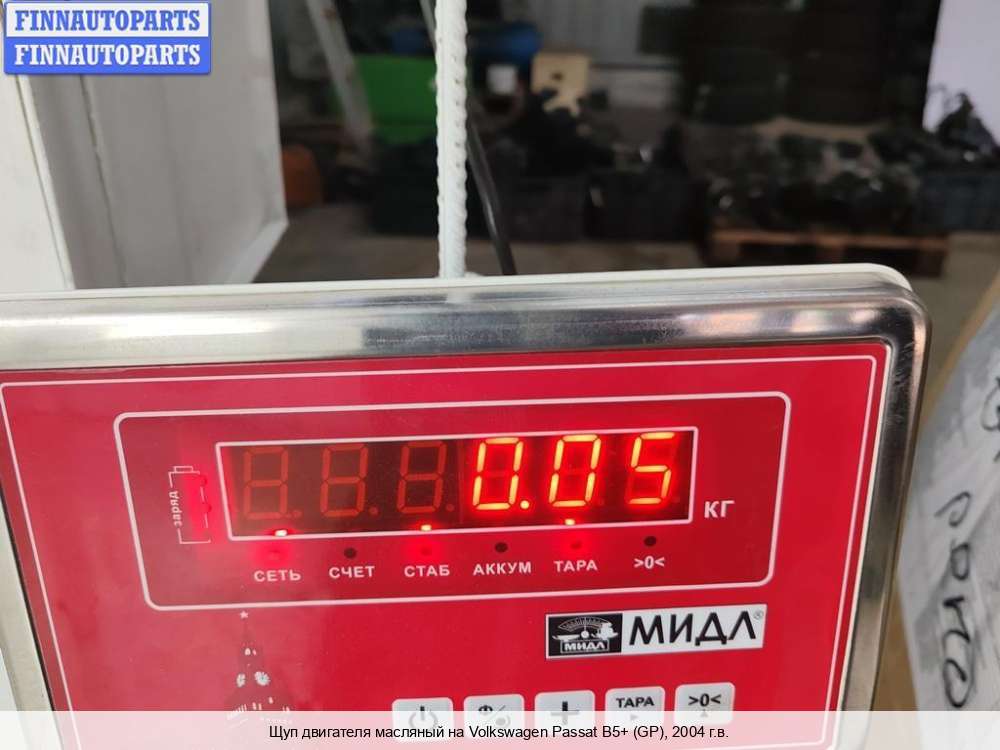 FINNAUTOPARTS
FINNAUTOPARTS
заряд
0.05
КГ
СЕТЬ СЧЕТ СТАБ АККУМ ТАРА >0<
МИДЛ
МИДЛ®
ТАРА >0<
Щуп двигателя масляный на Volkswagen Passat B5+ (GP), 2004 г.в.